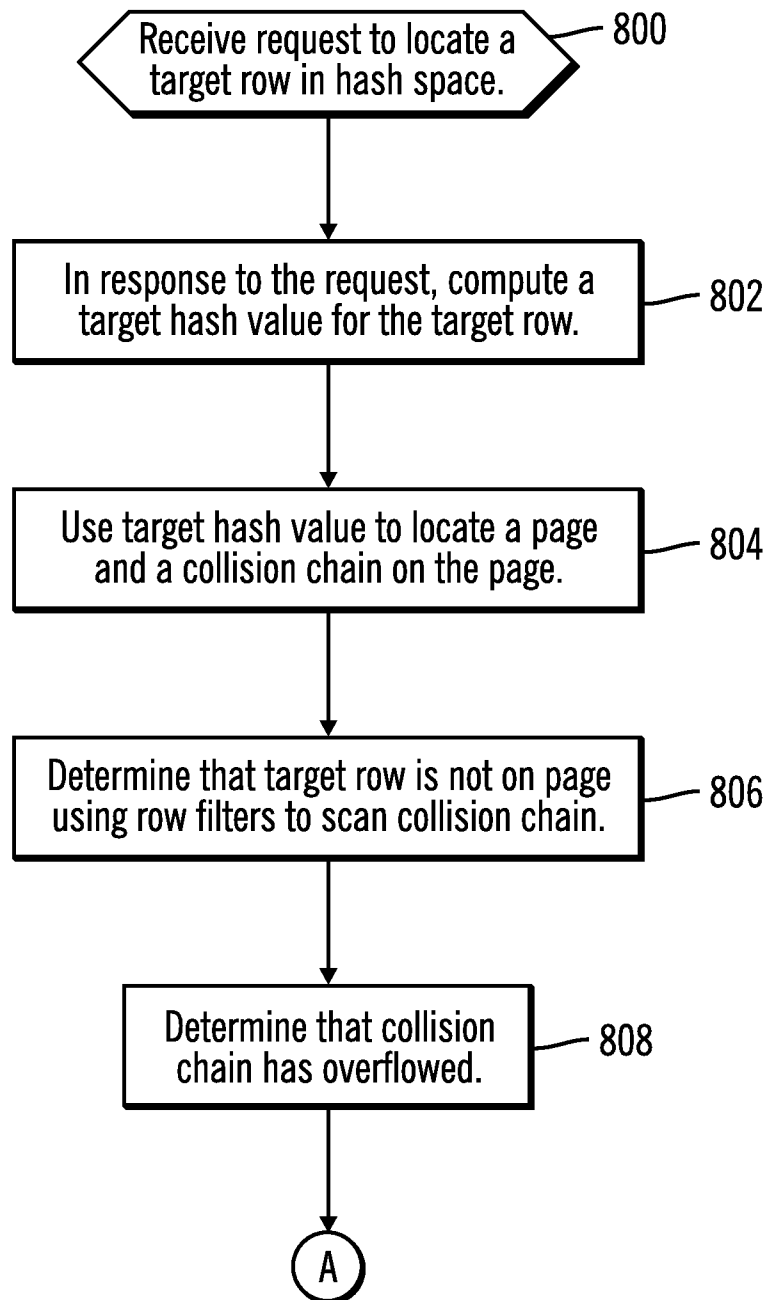 Receive request to locate a
target row in hash space.
800
In response to the request, compute a
target hash value for the target row.
802
Use target hash value to locate a page
and a collision chain on the page.
804
Determine that target row is not on page
using row filters to scan collision chain.
806
Determine that collision
chain has overflowed.
808
A